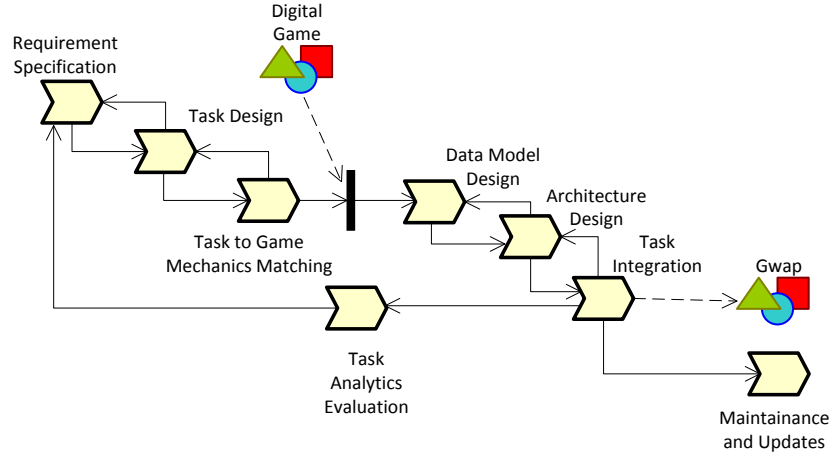 Digital
Game
Requirement
Specification
Task Design
Data Model
Design
Architecture
Design
Task to Game
Mechanics Matching
Task
Integration
Gwap
Task
Analytics
Evaluation
Maintainance
and Updates